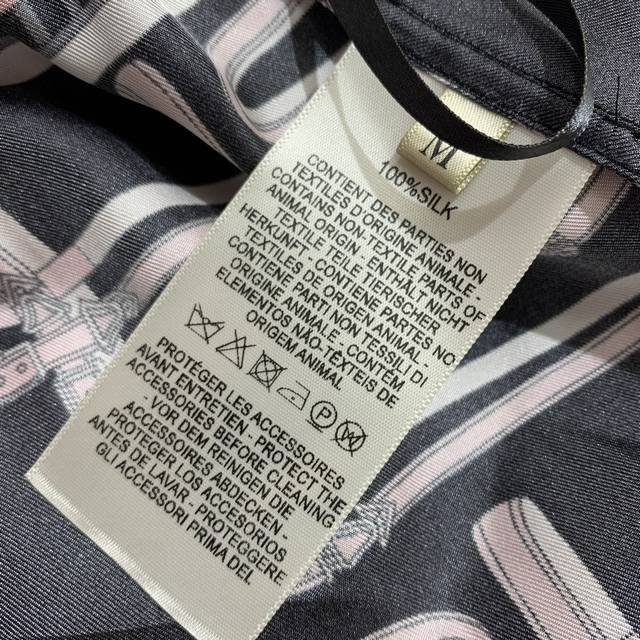 M
100%SILK
CONTIENT DES PARTIES NON
TEXTILES D'ORIGINE ANIMALE -
CONTAINS NON-TEXTILE PARTS OF
ANIMAL ORIGIN - ENTHÄLT NICHT
TEXTILE TEILE TIERISCHER
HERKUNFT - CONTIENE PARTES NO
TEXTILES DE ORIGEN ANIMAL -
CONTIENE PARTI NON TESSILI DI
ORIGINE ANIMALE - CONTÉM
ELEMENTOS NÃO-TÊXTEIS DE
ORIGEM ANIMAL
P
W
PROTÉGER LES ACCESSOIRES
AVANT ENTRETIEN - PROTECT THE
ACCESSORIES BEFORE CLEANING
- VOR DEM REINIGEN DIE
ACCESSOIRES ABDECKEN -
PROTEGER LOS ACCESORIOS
ANTES DE LAVAR - PROTEGGERE
GLI ACCESSORI PRIMA DEL